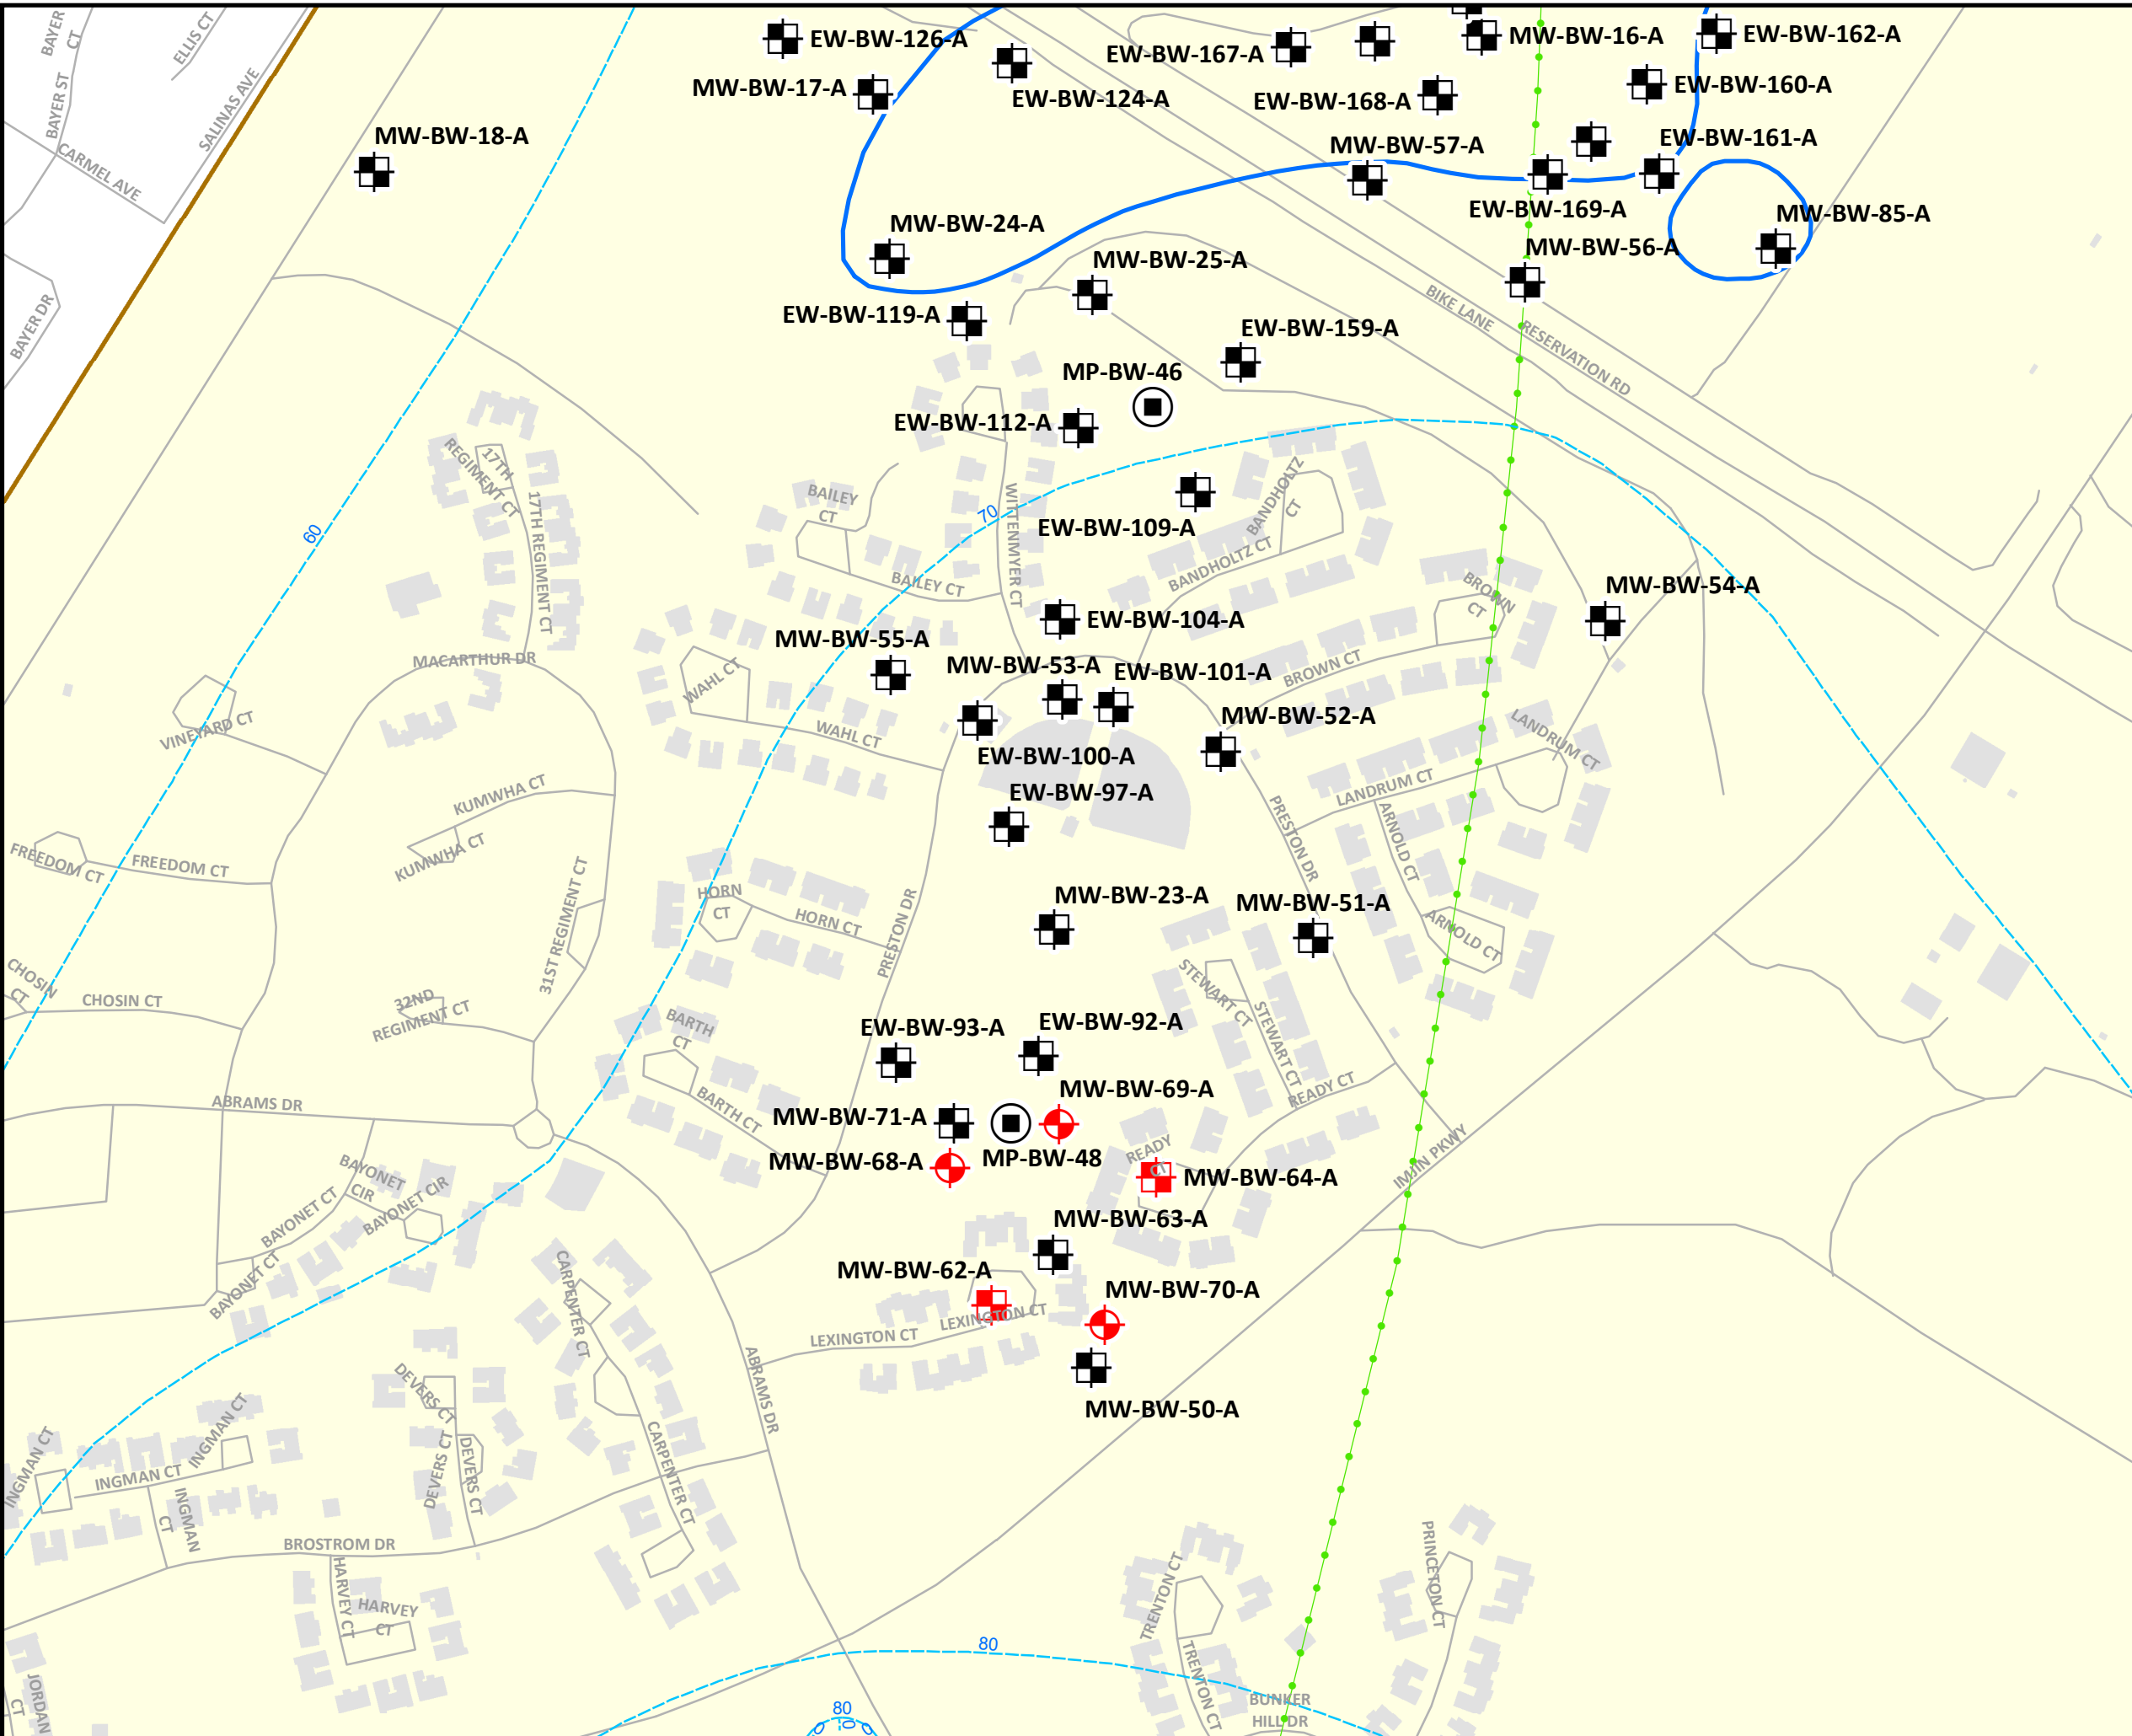 BAYER
CT
ELLIS CT
BAYER ST
SALINAS AVE
CARMEL AVE
BAYER DR
EW-BW-126-A
MW-BW-17-A
EW-BW-124-A
EW-BW-167-A
MW-BW-16-A
EW-BW-162-A
EW-BW-168-A
EW-BW-160-A
MW-BW-18-A
MW-BW-57-A
EW-BW-161-A
EW-BW-169-A
MW-BW-85-A
MW-BW-24-A
MW-BW-56-A
MW-BW-25-A
EW-BW-119-A
BIKE LANE
RESERVATION RD
EW-BW-159-A
MP-BW-46
EW-BW-112-A
17TH
REGIMENT CT
17TH REGIMENT CT
60
70
BAILEY
CT
WITTENMYER CT
EW-BW-109-A
BANDHOLTZ
CT
BANDHOLTZ CT
BAILEY CT
BROWN
CT
MW-BW-54-A
EW-BW-104-A
MW-BW-55-A
MACARTHUR DR
WAHL CT
MW-BW-53-A
EW-BW-101-A
BROWN CT
VINEYARD CT
WAHL CT
MW-BW-52-A
EW-BW-100-A
LANDRUM CT
EW-BW-97-A
LANDRUM CT
KUMWHA CT
KUMWHA CT
PRESTON DR
ARNOLD CT
FREEDOM CT
FREEDOM CT
31ST REGIMENT CT
HORN
CT
HORN CT
PRESTON DR
MW-BW-23-A
MW-BW-51-A
ARNOLD CT
CHOSIN
CT
CHOSIN CT
32ND
REGIMENT CT
STEWART CT
STEWART CT
BARTH
CT
EW-BW-93-A
EW-BW-92-A
MW-BW-69-A
READY CT
ABRAMS DR
BARTH CT
MW-BW-71-A
MP-BW-48
MW-BW-68-A
READY
CT
MW-BW-64-A
IMJIN PKWY
BAYONET
CIR
BAYONET CIR
BAYONET CT
BAYONET CT
MW-BW-63-A
MW-BW-62-A
MW-BW-70-A
CARPENTER CT
LEXINGTON CT
LEXINGTON CT
ABRAMS DR
MW-BW-50-A
DEVERS CT
DEVERS CT
DEVERS CT
INGMAN CT
INGMAN CT
INGMAN CT
INGMAN
CT
CARPENTER CT
BROSTROM DR
HARVEY CT
HARVEY
CT
TRENTON CT
PRINCETON CT
TRENTON CT
80
80
BUNKER
HILL DR
JORDAN
CT